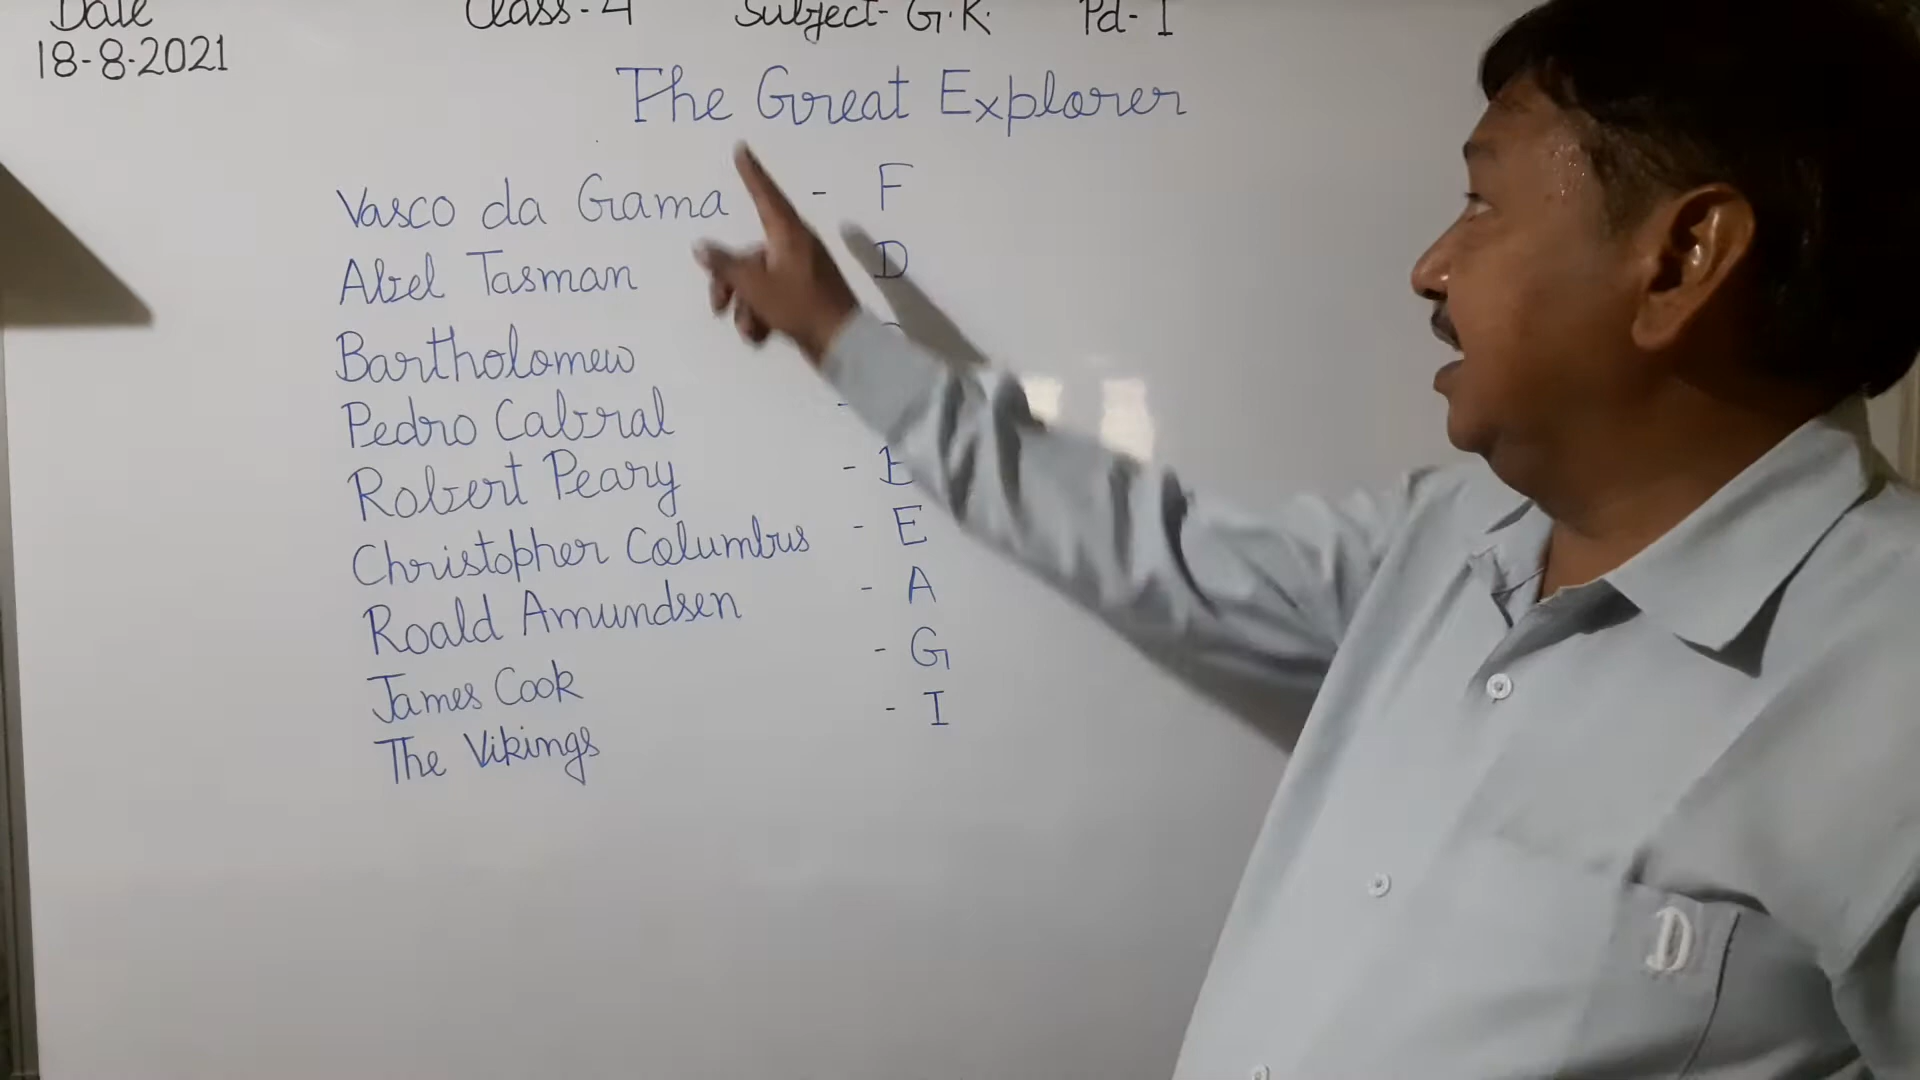 Date Class-4 Subject-G.K. Pd-I
18-8-2021
The Great Explorer
Vasco da Gama - F
Abel Tasman D
Bartholomew
Pedro Cabral -
Robert Peary -
Christopher Columbus - E
Roald Amundsen - A
James Cook - G
The Vikings - I
D